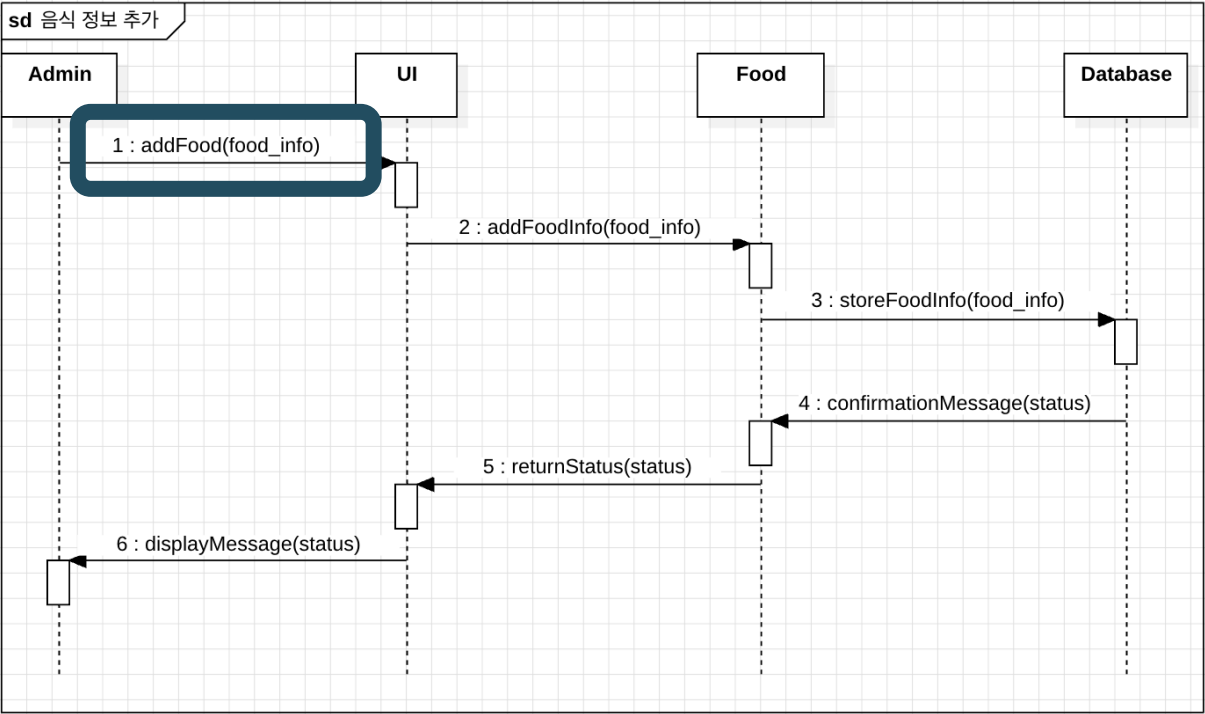 sd 음식 정보 추가
Admin
UI
Food
Database
1 : addFood(food_info)
2 : addFoodInfo(food_info)
3 : storeFoodInfo(food_info)
4 : confirmationMessage(status)
5 : returnStatus(status)
6 : displayMessage(status)